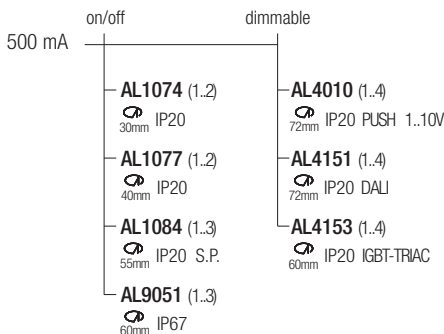 on/off dimmable
500 mA
AL1074 (1..2) AL4010 (1..4)
30mm IP20 72mm IP20 PUSH 1..10V
AL1077 (1..2) AL4151 (1..4)
40mm IP20 72mm IP20 DALI
AL1084 (1..3) AL4153 (1..4)
55mm IP20 S.P. 60mm IP20 IGBT-TRIAC
AL9051 (1..3)
60mm IP67